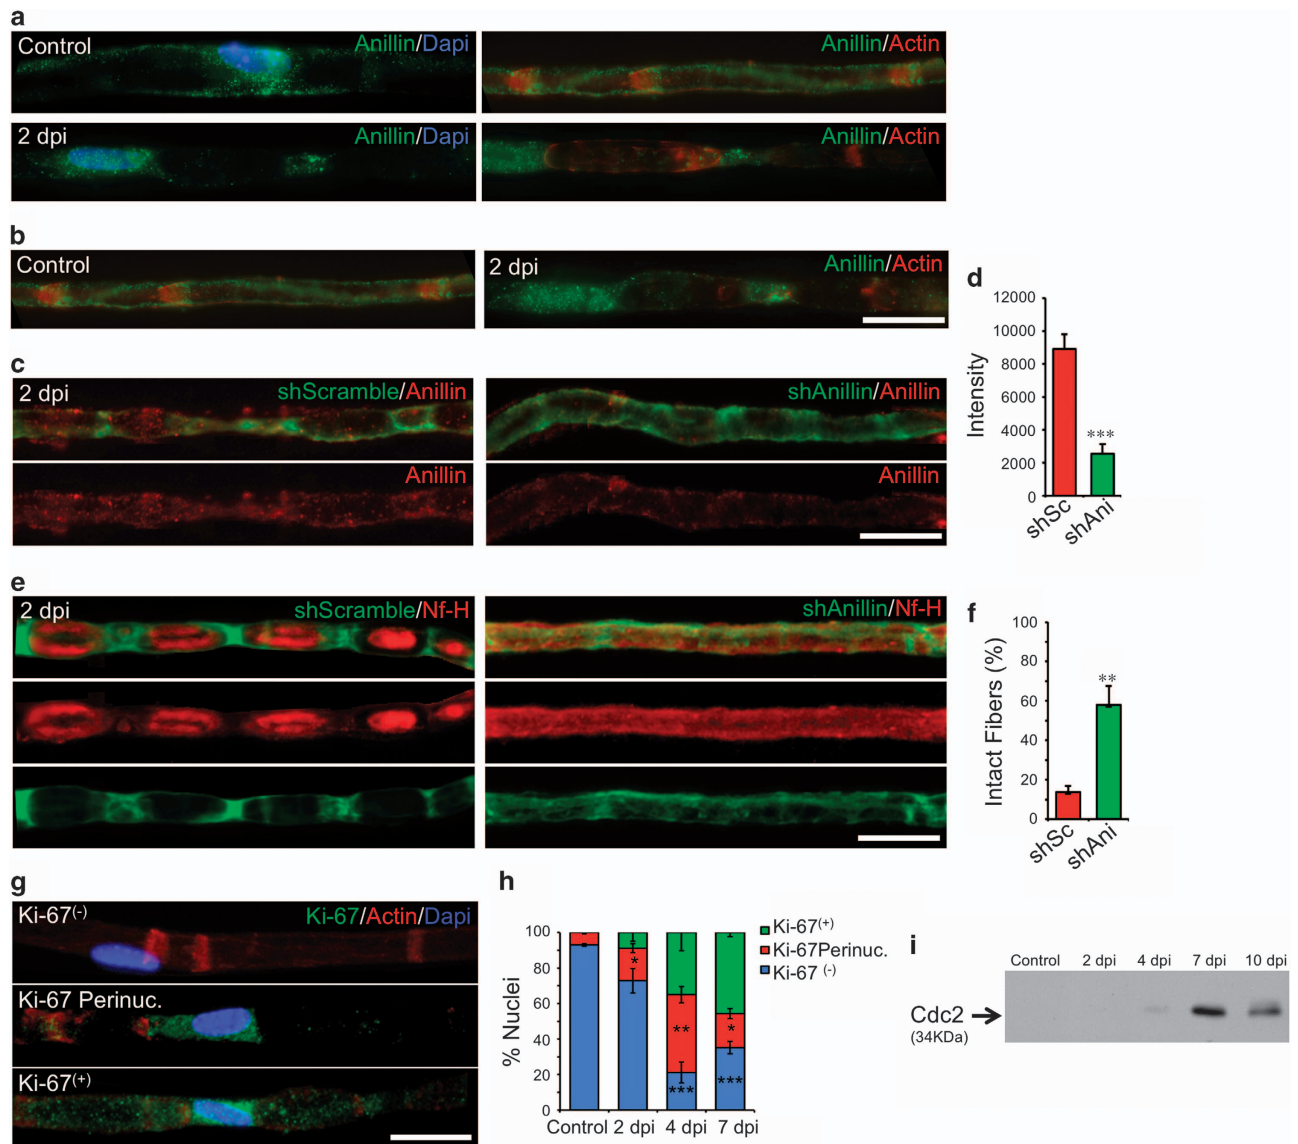 a
Control
Anillin/Dapi
Anillin/Actin
2 dpi
Anillin/Dapi
Anillin/Actin
b
Control
2 dpi
Anillin/Actin
c
2 dpi
shScramble/Anillin
shAnillin/Anillin
Anillin
Anillin
d
12000
10000
8000
6000
4000
2000
0
Intensity
***
shSc
shAni
e
2 dpi
shScramble/Nf-H
shAnillin/Nf-H
f
100
80
60
40
20
0
Intact Fibers (%)
**
shSc
shAni
g
Ki-67(-)
Ki-67/Actin/Dapi
Ki-67 Perinuc.
Ki-67(+)
h
100
80
60
40
20
0
% Nuclei
*
**
***
*
***
Control 2 dpi 4 dpi 7 dpi
Ki-67(+)
Ki-67Perinuc.
Ki-67 (-)
i
Control 2 dpi 4 dpi 7 dpi 10 dpi
Cdc2
(34KDa)